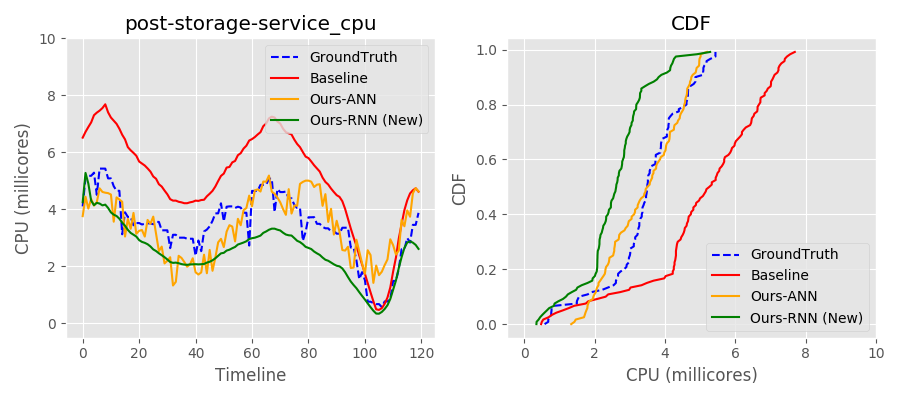 post-storage-service_cpu
CPU (millicores)
10
8
6
4
2
0
GroundTruth
Baseline
Ours-ANN
Ours-RNN (New)
0 20 40 60 80 100 120
Timeline
CDF
CDF
1.0
0.8
0.6
0.4
0.2
0.0
GroundTruth
Baseline
Ours-ANN
Ours-RNN (New)
0 2 4 6 8 10
CPU (millicores)